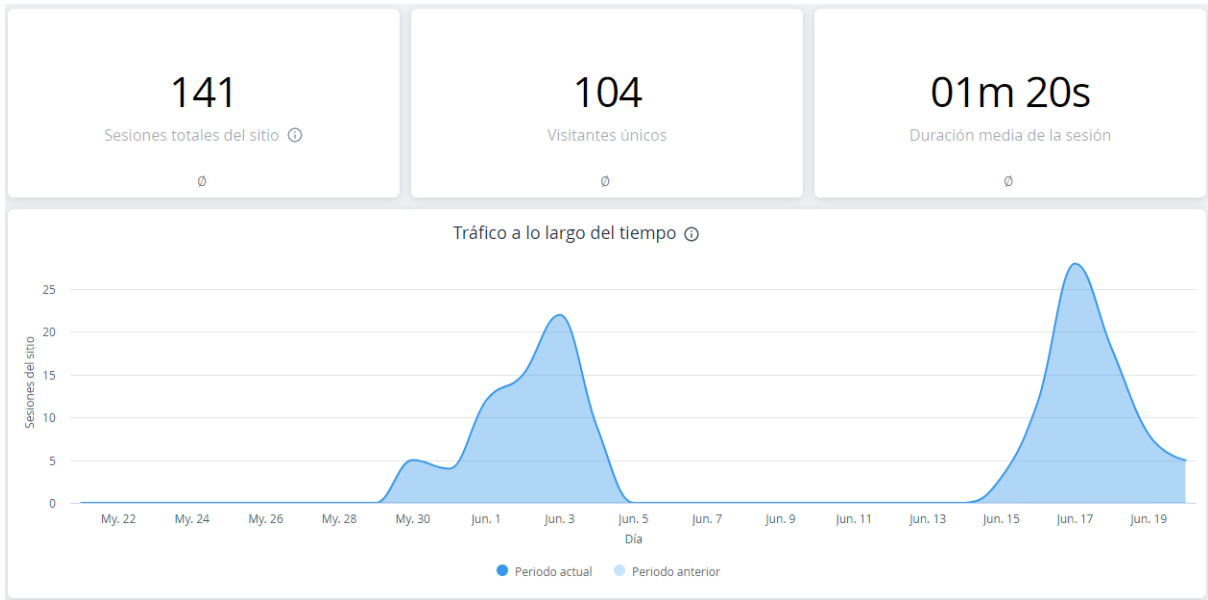 141
Sesiones totales del sitio
Ø
104
Visitantes únicos
Ø
01m 20s
Duración media de la sesión
Ø
Tráfico a lo largo del tiempo
Sesiones del sitio
25
20
15
10
5
0
My. 22 My. 24 My. 26 My. 28 My. 30 Jun. 1 Jun. 3 Jun. 5 Jun. 7 Jun. 9 Jun. 11 Jun. 13 Jun. 15 Jun. 17 Jun. 19
Día
Periodo actual Periodo anterior